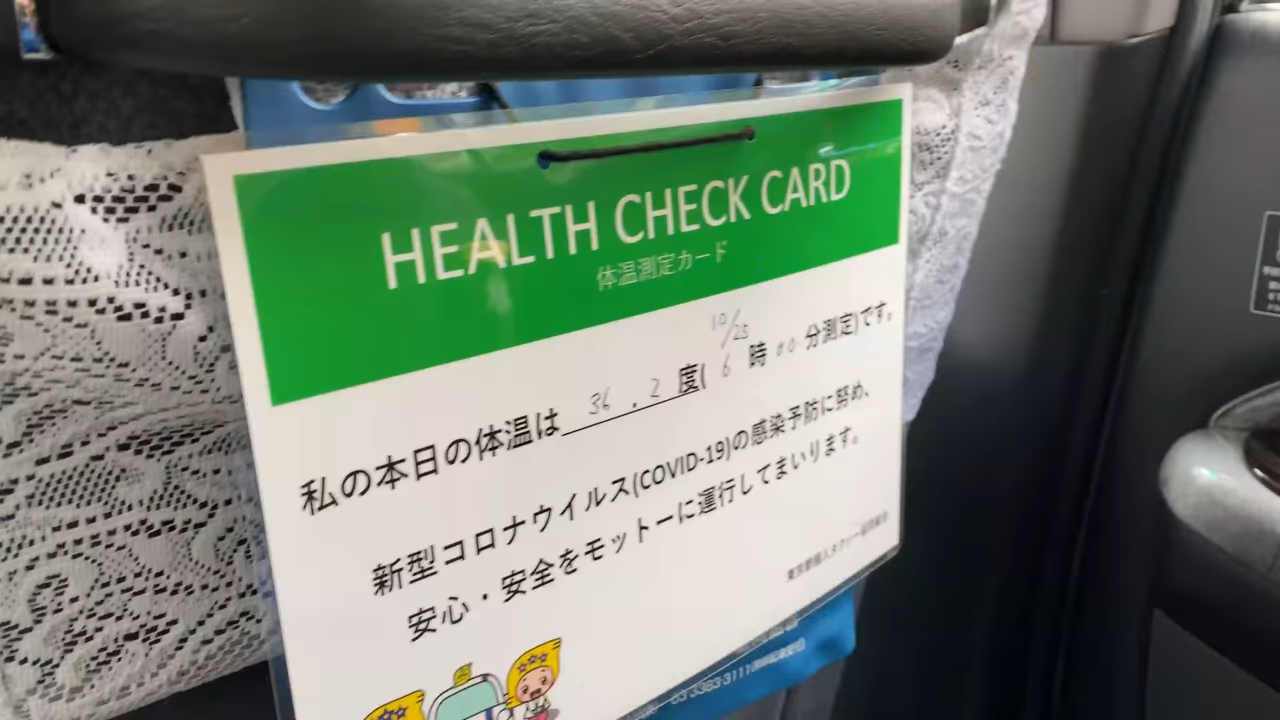 HEALTH CHECK CARD
体温測定カード
10/25
私の本日の体温は 36.2 度( 6 時 00 分測定)です。
新型コロナウイルス(COVID-19)の感染予防に努め、
安心・安全をモットーに運行してまいります。
03 3363-3111